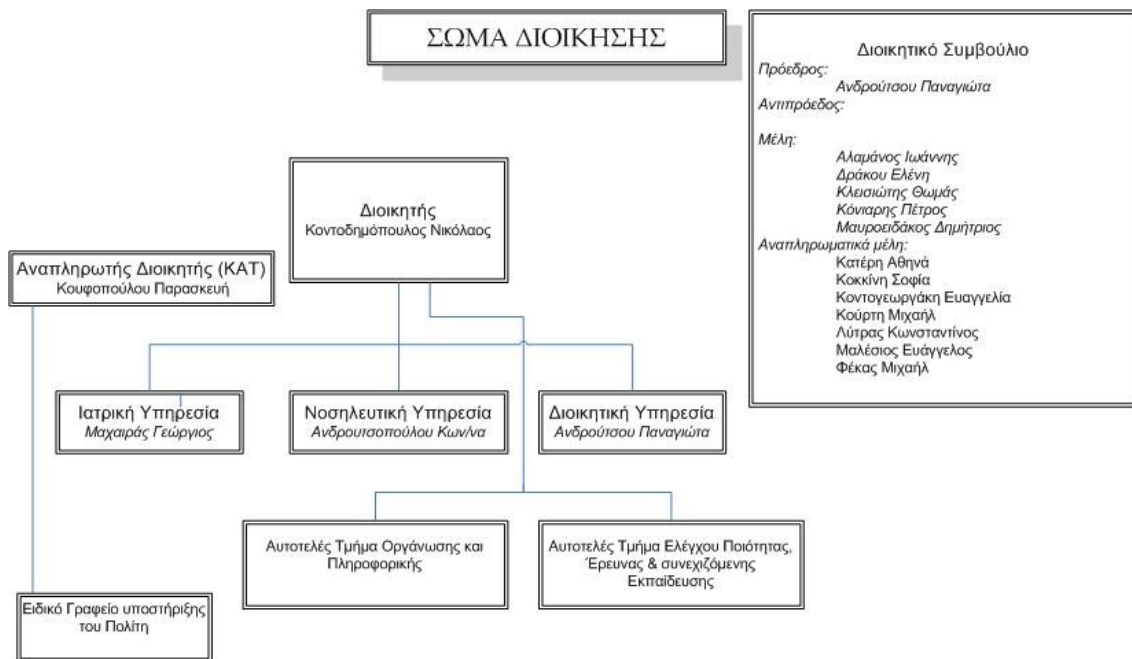 ΣΩΜΑ ΔΙΟΙΚΗΣΗΣ
Διοικητικό Συμβούλιο
Πρόεδρος:
Ανδρούτσου Παναγιώτα
Αντιπρόεδος:
Μέλη:
Αλαμάνος Ιωάννης
Δράκου Ελένη
Κλεισιώτης Θωμάς
Κόνιαρης Πέτρος
Μαυροειδάκος Δημήτριος
Αναπληρωματικά μέλη:
Κατέρη Αθηνά
Κοκκίνη Σοφία
Κοντογεωργάκη Ευαγγελία
Κούρτη Μιχαήλ
Λύτρας Κωνσταντίνος
Μαλέσιος Ευάγγελος
Φέκας Μιχαήλ
Διοικητής
Κοντοδημόπουλος Νικόλαος
Αναπληρωτής Διοικητής (ΚΑΤ)
Κουφοπούλου Παρασκευή
Ιατρική Υπηρεσία
Μαχαιράς Γεώργιος
Νοσηλευτική Υπηρεσία
Ανδρουτσοπούλου Κων/να
Διοικητική Υπηρεσία
Ανδρούτσου Παναγιώτα
Αυτοτελές Τμήμα Οργάνωσης και
Πληροφορικής
Αυτοτελές Τμήμα Ελέγχου Ποιότητας,
Έρευνας & συνεχιζόμενης
Εκπαίδευσης
Ειδικό Γραφείο υποστήριξης
του Πολίτη